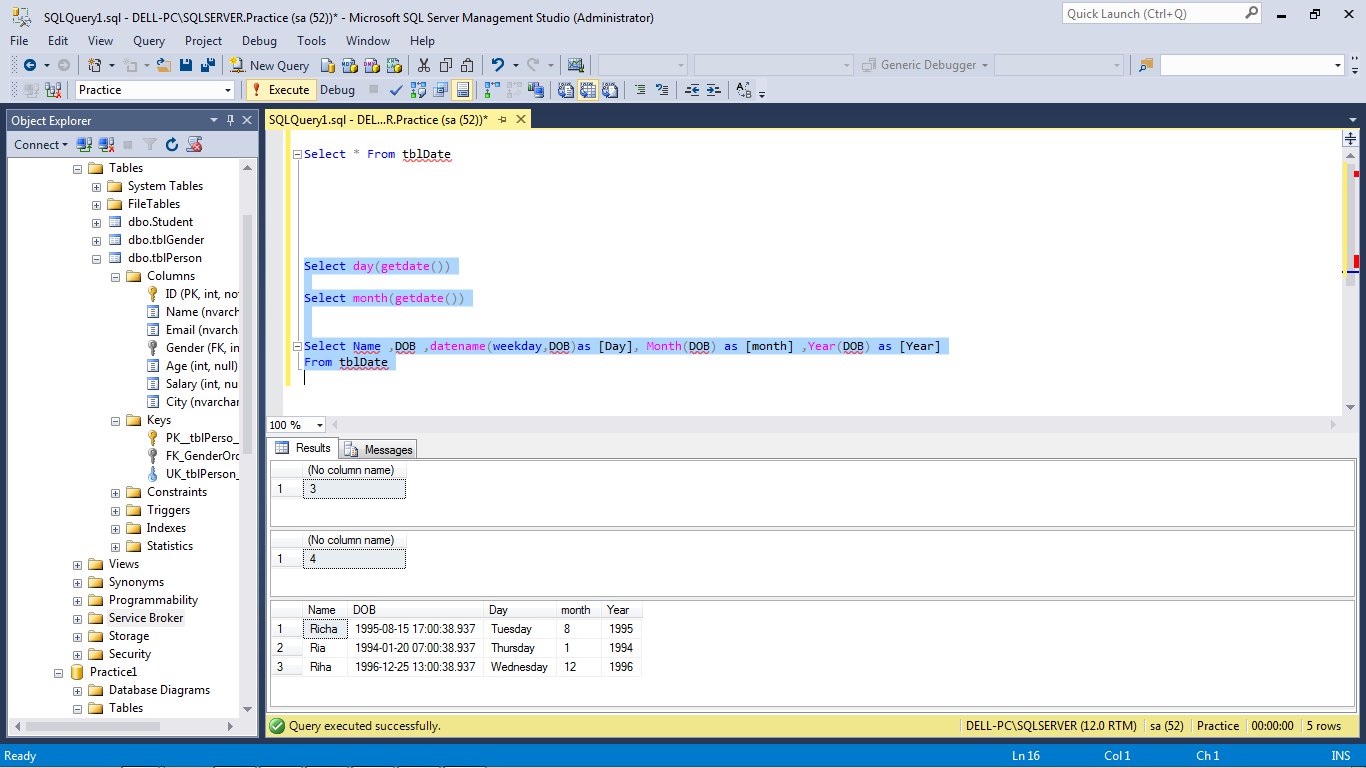 SQLQuery1.sql - DELL-PC\SQLSERVER.Practice (sa (52))* - Microsoft SQL Server Management Studio (Administrator)
Quick Launch (Ctrl+Q)
File Edit View Query Project Debug Tools Window Help
New Query
Generic Debugger
Practice
Execute Debug
Object Explorer
Connect
Tables
System Tables
FileTables
dbo.Student
dbo.tblGender
dbo.tblPerson
Columns
ID (PK, int, no
Name (nvarch
Email (nvarch
Gender (FK, in
Age (int, null)
Salary (int, nu
City (nvarchar
Keys
PK__tblPerso_
FK_GenderOrd
UK_tblPerson_
Constraints
Triggers
Indexes
Statistics
Views
Synonyms
Programmability
Service Broker
Storage
Security
Practice1
Database Diagrams
Tables
SQLQuery1.sql - DEL...R.Practice (sa (52))*
Select * From tblDate
Select day(getdate())
Select month(getdate())
Select Name ,DOB ,datename(weekday,DOB)as [Day], Month(DOB) as [month] ,Year(DOB) as [Year]
From tblDate
100 %
Results Messages
(No column name)
1 3
(No column name)
1 4
Name DOB Day month Year
1 Richa 1995-08-15 17:00:38.937 Tuesday 8 1995
2 Ria 1994-01-20 07:00:38.937 Thursday 1 1994
3 Riha 1996-12-25 13:00:38.937 Wednesday 12 1996
Query executed successfully. DELL-PC\SQLSERVER (12.0 RTM) sa (52) Practice 00:00:00 5 rows
Ready Ln 16 Col 1 Ch 1 INS